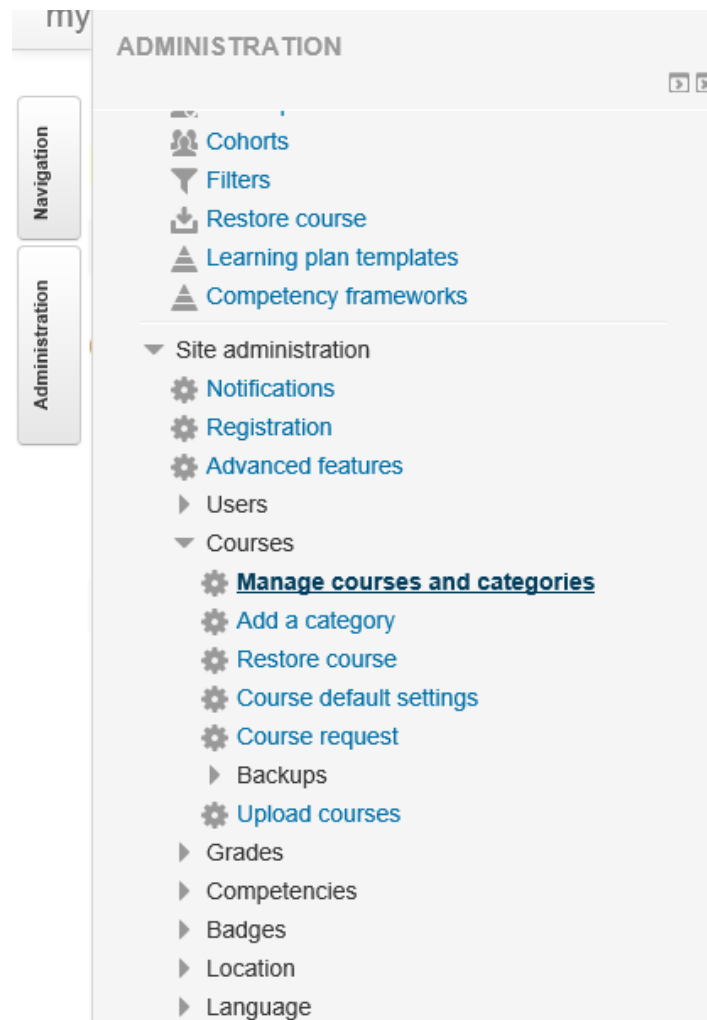 my
ADMINISTRATION
Navigation
Administration
Cohorts
Filters
Restore course
Learning plan templates
Competency frameworks
Site administration
Notifications
Registration
Advanced features
Users
Courses
Manage courses and categories
Add a category
Restore course
Course default settings
Course request
Backups
Upload courses
Grades
Competencies
Badges
Location
Language